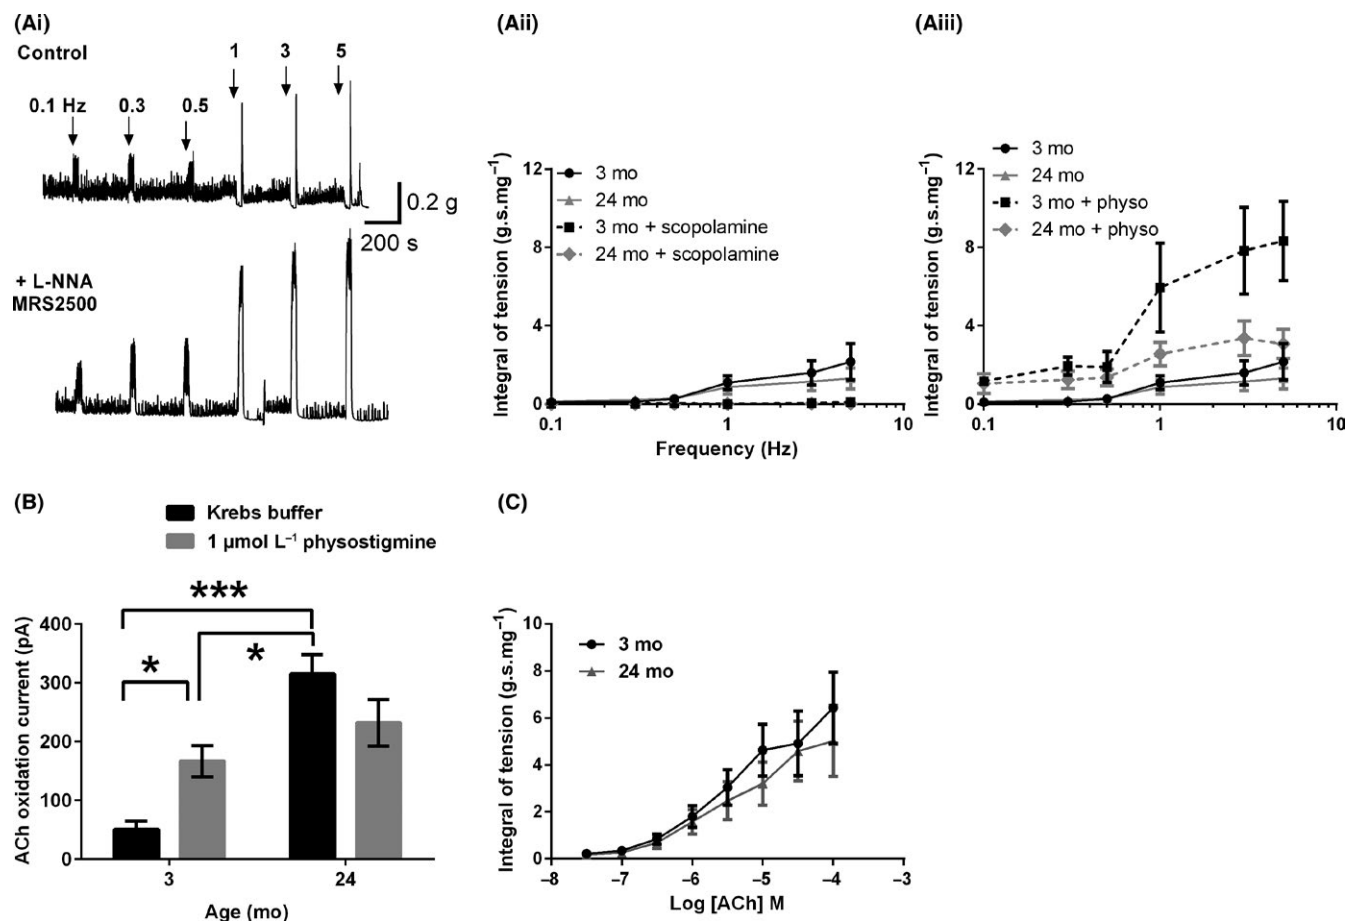 (Ai)
Control
1 3 5
0.1 Hz 0.3 0.5
0.2 g
200 s
+ L-NNA
MRS2500
(Aii)
3 mo
24 mo
3 mo + scopolamine
24 mo + scopolamine
Integral of tension (g.s.mg⁻¹)
12
8
4
0
0.1 1 10
Frequency (Hz)
(Aiii)
3 mo
24 mo
3 mo + physo
24 mo + physo
Integral of tension (g.s.mg⁻¹)
12
8
4
0
0.1 1 10
(B)
Krebs buffer
1 µmol L⁻¹ physostigmine
***
*
*
ACh oxidation current (pA)
400
300
200
100
0
3 24
Age (mo)
(C)
3 mo
24 mo
Integral of tension (g.s.mg⁻¹)
10
8
6
4
2
0
−8 −7 −6 −5 −4 −3
Log [ACh] M